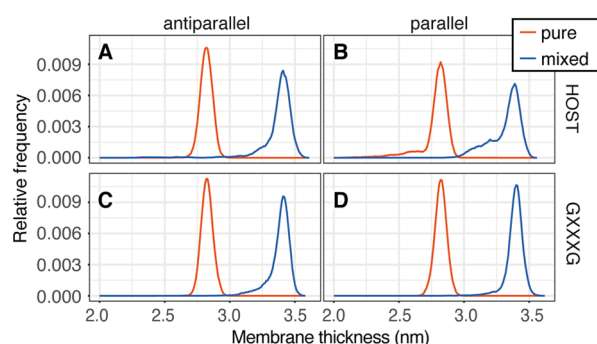 antiparallel
parallel
pure
mixed
A
B
C
D
HOST
GXXXG
Relative frequency
0.009
0.006
0.003
0.000
0.009
0.006
0.003
0.000
2.0
2.5
3.0
3.5
2.0
2.5
3.0
3.5
Membrane thickness (nm)